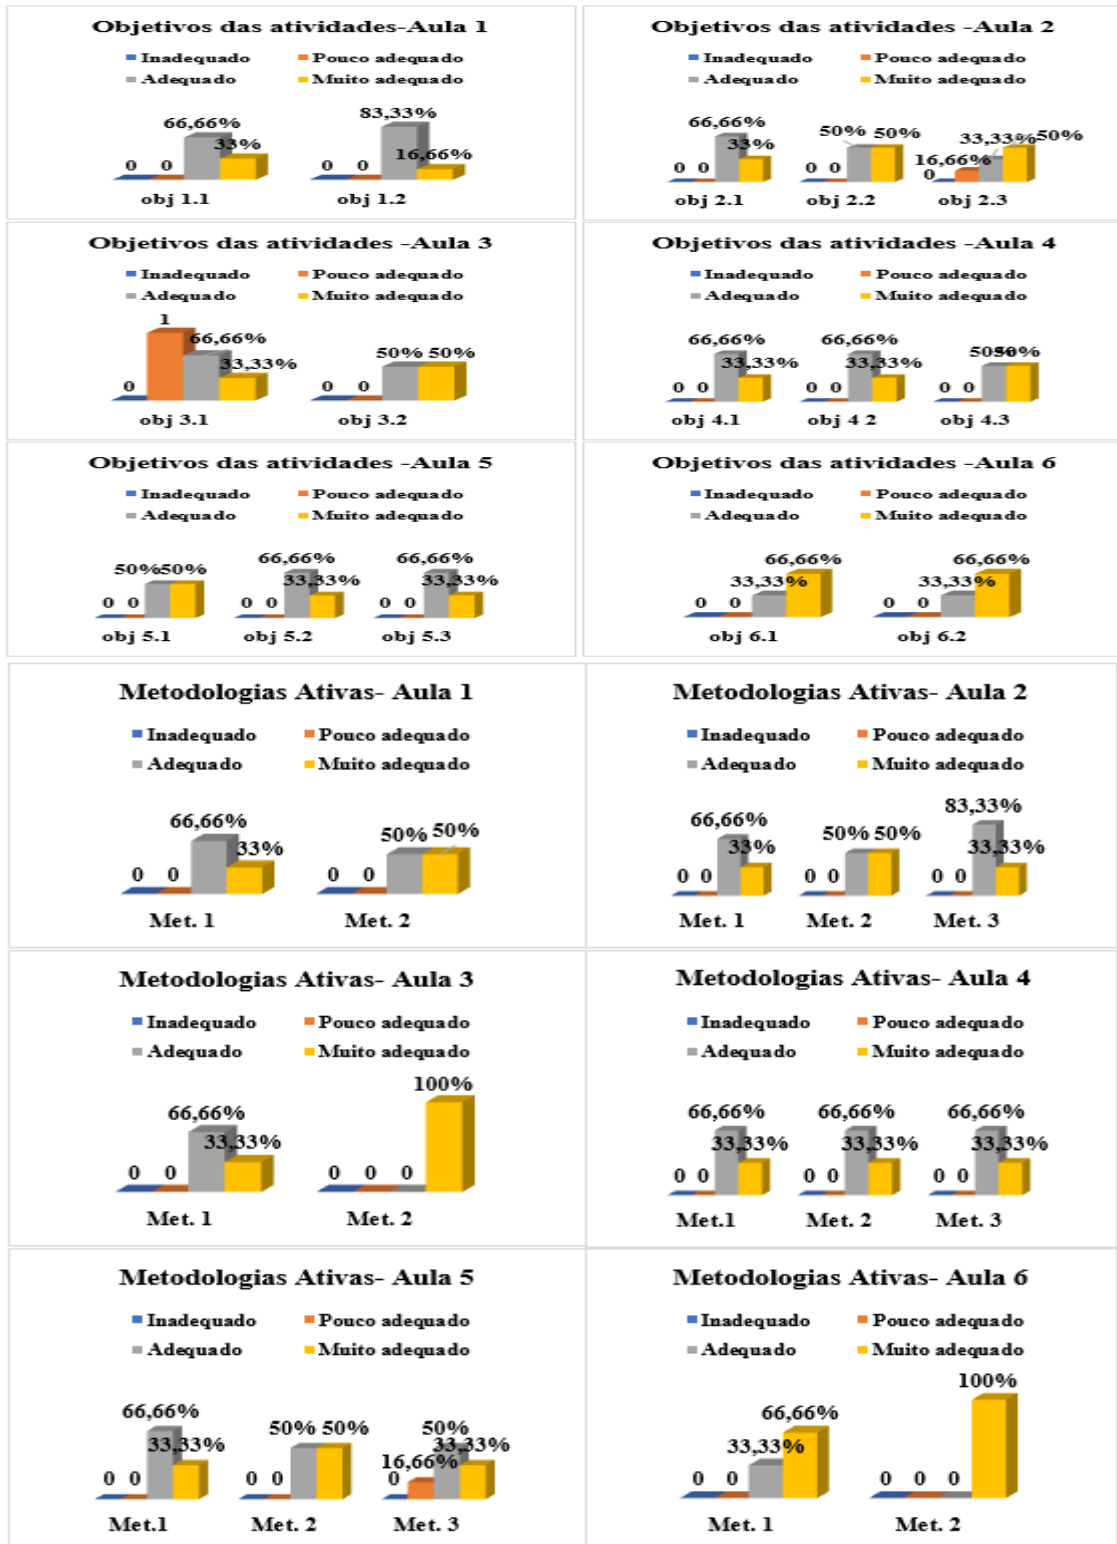 Objetivos das atividades-Aula 1
Inadequado Pouco adequado
Adequado Muito adequado
66,66% 83,33%
33% 16,66%
0 0 0 0
obj 1.1 obj 1.2
Objetivos das atividades -Aula 2
Inadequado Pouco adequado
Adequado Muito adequado
66,66% 50% 50% 33,33% 50%
33% 16,66%
0 0 0 0 0
obj 2.1 obj 2.2 obj 2.3
Objetivos das atividades -Aula 3
Inadequado Pouco adequado
Adequado Muito adequado
1 66,66% 50% 50%
33,33%
0 0 0
obj 3.1 obj 3.2
Objetivos das atividades -Aula 4
Inadequado Pouco adequado
Adequado Muito adequado
66,66% 66,66% 50% 50%
33,33% 33,33%
0 0 0 0 0 0
obj 4.1 obj 4 2 obj 4.3
Objetivos das atividades -Aula 5
Inadequado Pouco adequado
Adequado Muito adequado
50% 50% 66,66% 66,66%
33,33% 33,33%
0 0 0 0 0 0
obj 5.1 obj 5.2 obj 5.3
Objetivos das atividades -Aula 6
Inadequado Pouco adequado
Adequado Muito adequado
66,66% 66,66%
33,33% 33,33%
0 0 0 0
obj 6.1 obj 6.2
Metodologias Ativas- Aula 1
Inadequado Pouco adequado
Adequado Muito adequado
66,66% 50% 50%
33%
0 0 0 0
Met. 1 Met. 2
Metodologias Ativas- Aula 2
Inadequado Pouco adequado
Adequado Muito adequado
66,66% 50% 50% 83,33%
33% 33,33%
0 0 0 0 0 0
Met. 1 Met. 2 Met. 3
Metodologias Ativas- Aula 3
Inadequado Pouco adequado
Adequado Muito adequado
66,66% 100%
33,33%
0 0 0 0 0
Met. 1 Met. 2
Metodologias Ativas- Aula 4
Inadequado Pouco adequado
Adequado Muito adequado
66,66% 66,66% 66,66%
33,33% 33,33% 33,33%
0 0 0 0 0 0
Met.1 Met. 2 Met. 3
Metodologias Ativas- Aula 5
Inadequado Pouco adequado
Adequado Muito adequado
66,66% 50% 50% 50%
33,33% 16,66% 33,33%
0 0 0 0 0
Met.1 Met. 2 Met. 3
Metodologias Ativas- Aula 6
Inadequado Pouco adequado
Adequado Muito adequado
66,66% 100%
33,33%
0 0 0 0 0
Met. 1 Met. 2